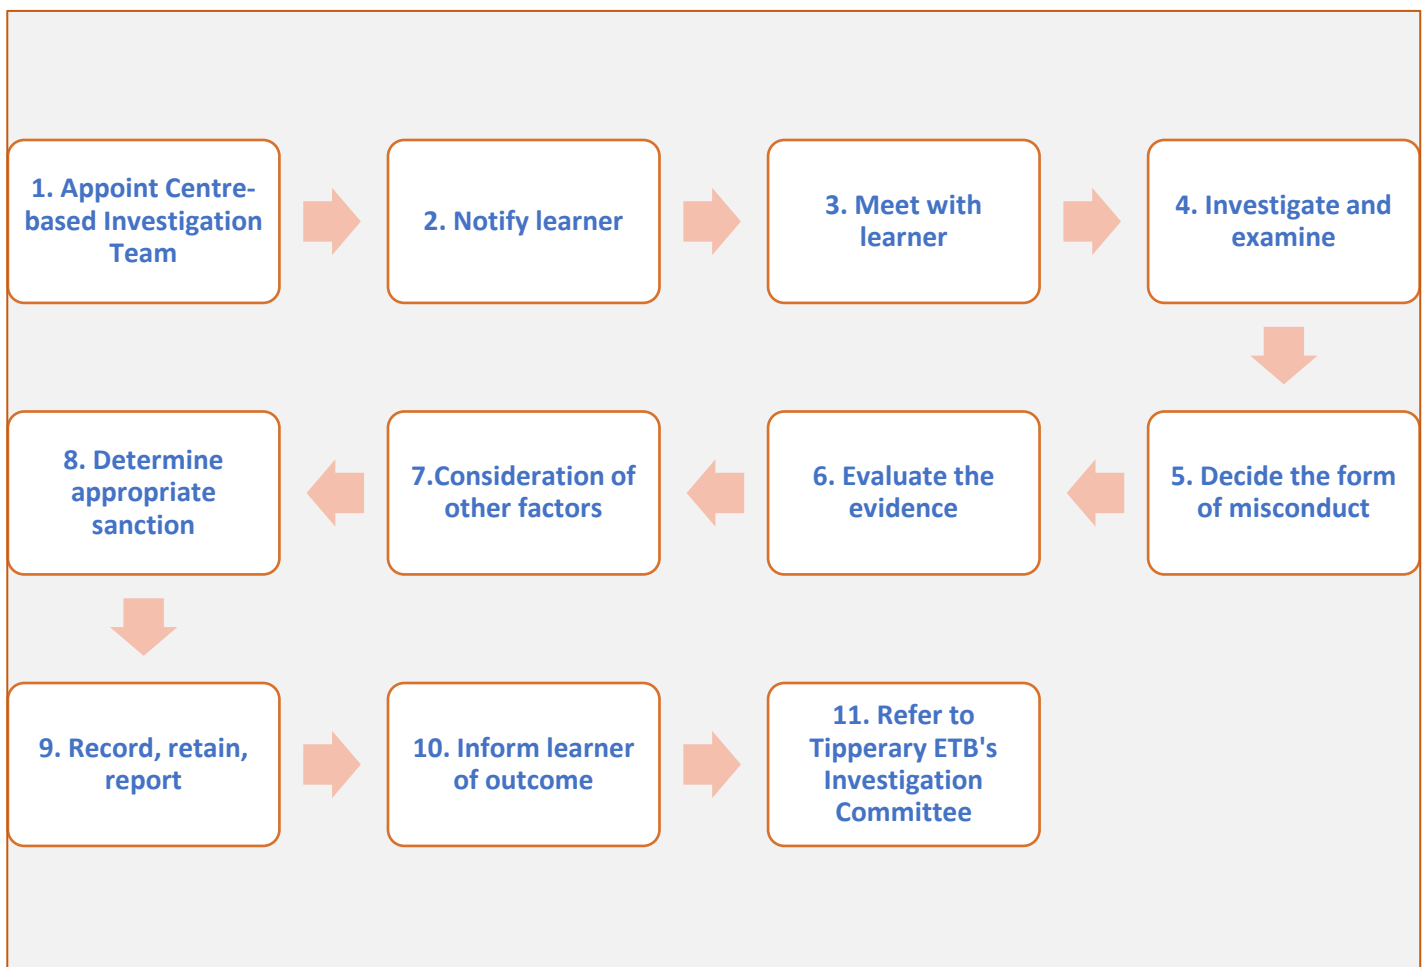 1. Appoint Centre-
based Investigation
Team
2. Notify learner
3. Meet with
learner
4. Investigate and
examine
5. Decide the form
of misconduct
6. Evaluate the
evidence
7.Consideration of
other factors
8. Determine
appropriate
sanction
9. Record, retain,
report
10. Inform learner
of outcome
11. Refer to
Tipperary ETB's
Investigation
Committee